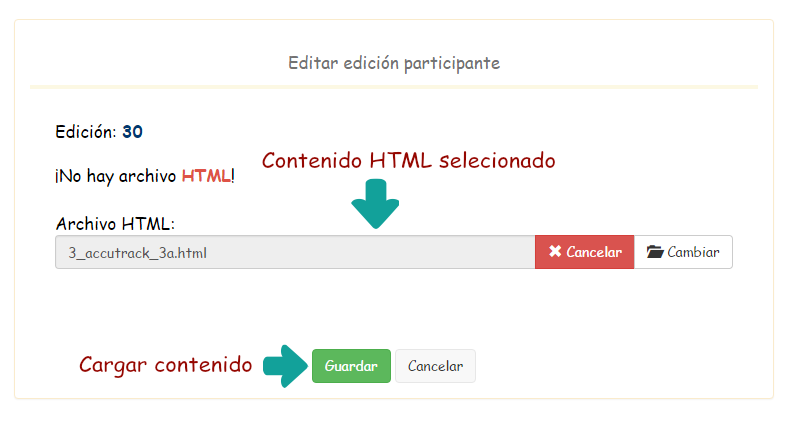 Editar edición participante
Edición: 30
¡No hay archivo HTML!
Contenido HTML selecionado
Archivo HTML:
3_accutrack_3a.html
Cancelar
Cambiar
Cargar contenido
Guardar
Cancelar